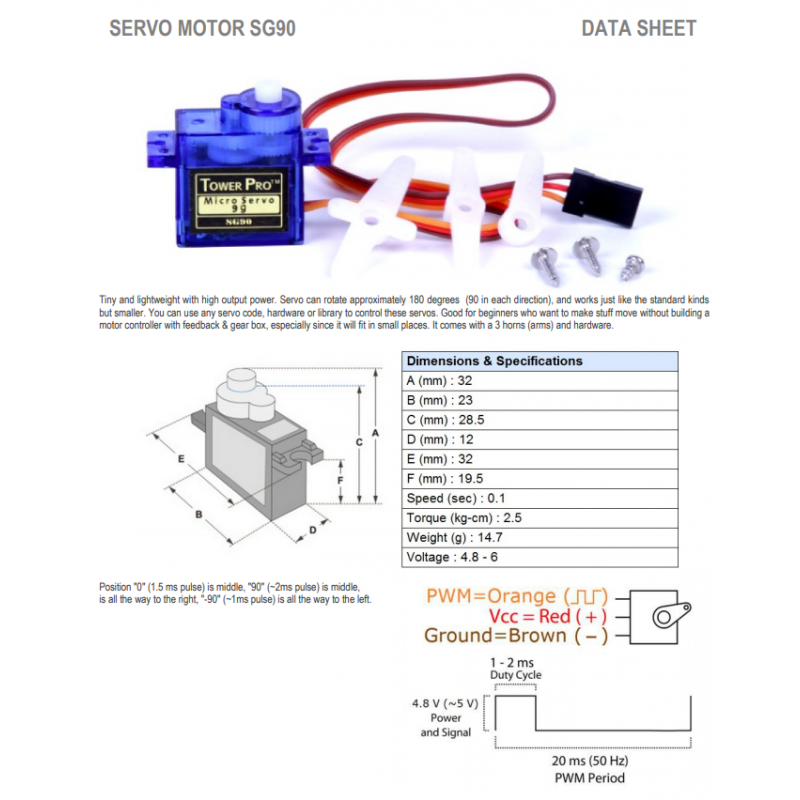 SERVO MOTOR SG90 DATA SHEET
TOWER PRO™
Micro Servo
9g
SG90
Tiny and lightweight with high output power. Servo can rotate approximately 180 degrees (90 in each direction), and works just like the standard kinds
but smaller. You can use any servo code, hardware or library to control these servos. Good for beginners who want to make stuff move without building a
motor controller with feedback & gear box, especially since it will fit in small places. It comes with a 3 horns (arms) and hardware.
A
C
E
F
B
D
Dimensions & Specifications
A (mm) : 32
B (mm) : 23
C (mm) : 28.5
D (mm) : 12
E (mm) : 32
F (mm) : 19.5
Speed (sec) : 0.1
Torque (kg-cm) : 2.5
Weight (g) : 14.7
Voltage : 4.8 - 6
Position "0" (1.5 ms pulse) is middle, "90" (~2ms pulse) is middle,
is all the way to the right, "-90" (~1ms pulse) is all the way to the left.
PWM=Orange (⎍⎍)
Vcc = Red ( + )
Ground=Brown ( − )
1 - 2 ms
Duty Cycle
4.8 V (~5 V)
Power
and Signal
20 ms (50 Hz)
PWM Period